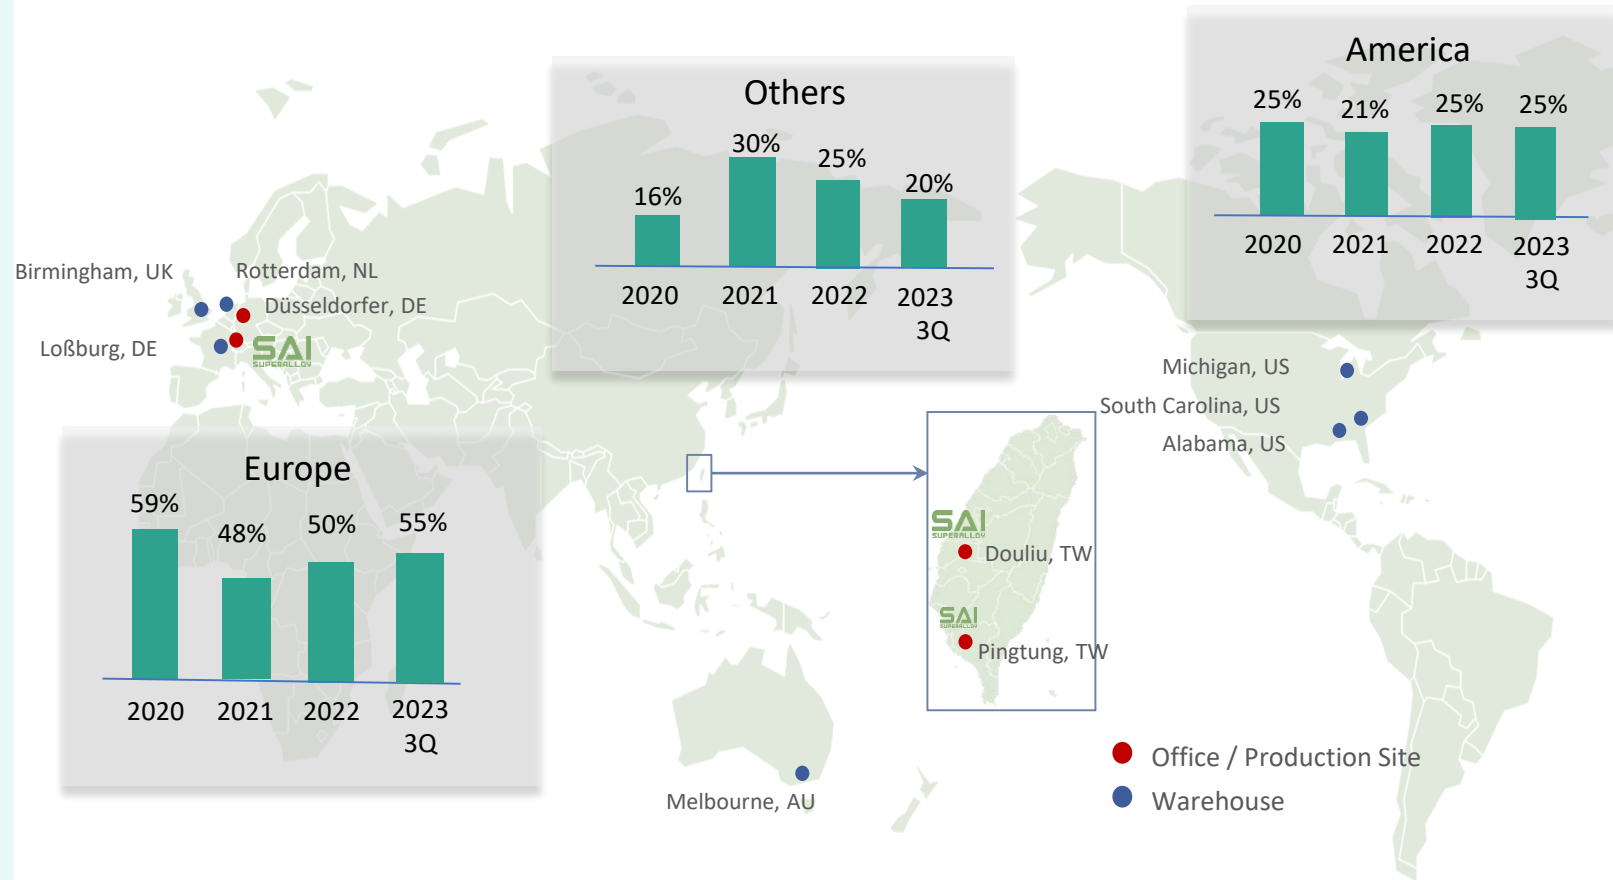 America
25%
21%
25%
25%
2020
2021
2022
2023
3Q
Others
16%
30%
25%
20%
2020
2021
2022
2023
3Q
Birmingham, UK
Rotterdam, NL
Düsseldorfer, DE
Loßburg, DE
SAI
SUPERALLOY
Michigan, US
South Carolina, US
Alabama, US
Europe
59%
48%
50%
55%
2020
2021
2022
2023
3Q
SAI
SUPERALLOY
Douliu, TW
SAI
SUPERALLOY
Pingtung, TW
Melbourne, AU
Office / Production Site
Warehouse